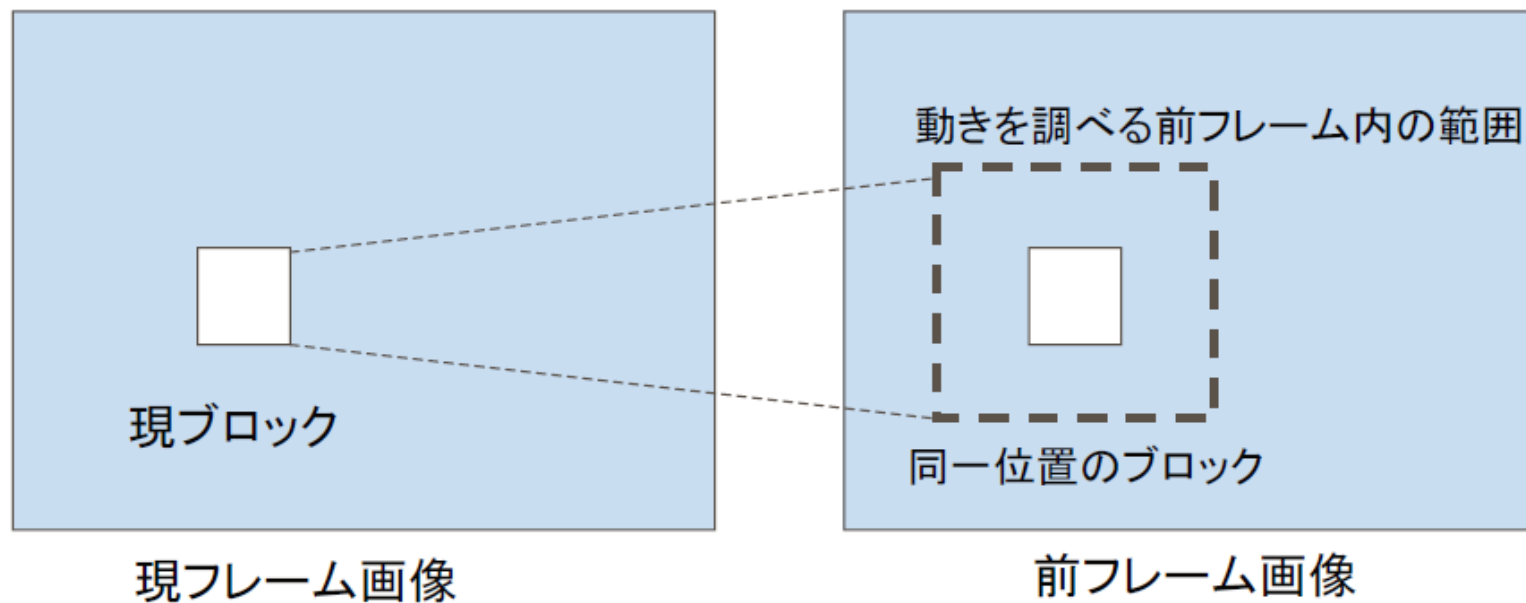 動きを調べる前フレーム内の範囲
現ブロック
同一位置のブロック
現フレーム画像
前フレーム画像